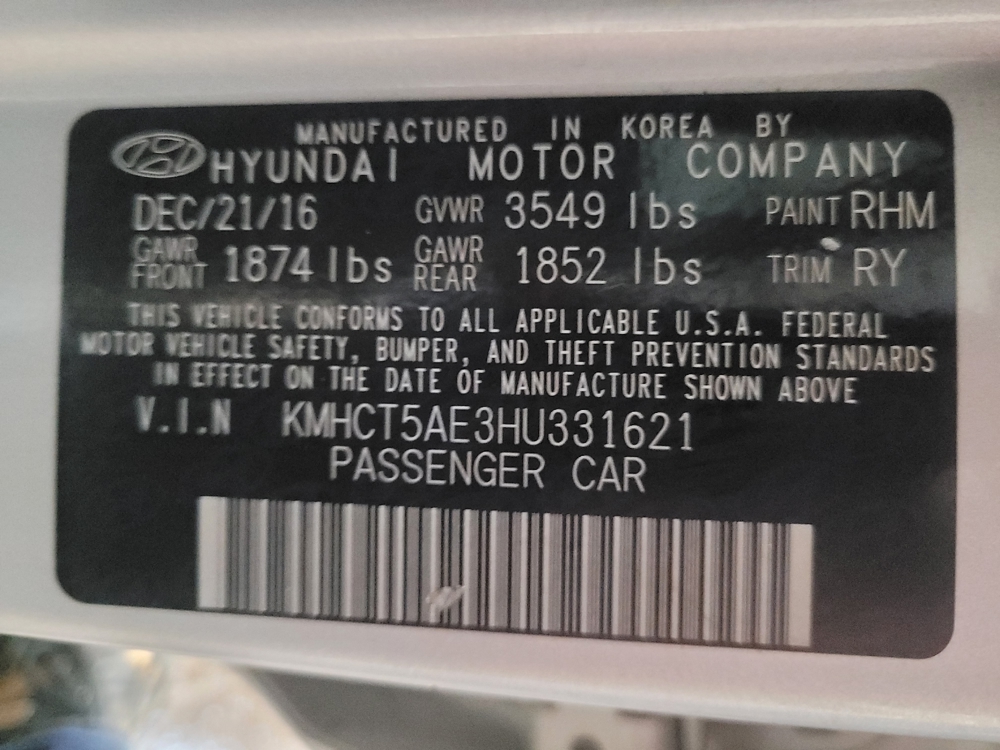 MANUFACTURED IN KOREA BY
HYUNDAI MOTOR COMPANY
DEC/21/16 GVWR 3549 lbs PAINT RHM
GAWR FRONT 1874 lbs GAWR REAR 1852 lbs TRIM RY
THIS VEHICLE CONFORMS TO ALL APPLICABLE U.S.A. FEDERAL
MOTOR VEHICLE SAFETY, BUMPER, AND THEFT PREVENTION STANDARDS
IN EFFECT ON THE DATE OF MANUFACTURE SHOWN ABOVE
V.I.N KMHCT5AE3HU331621
PASSENGER CAR